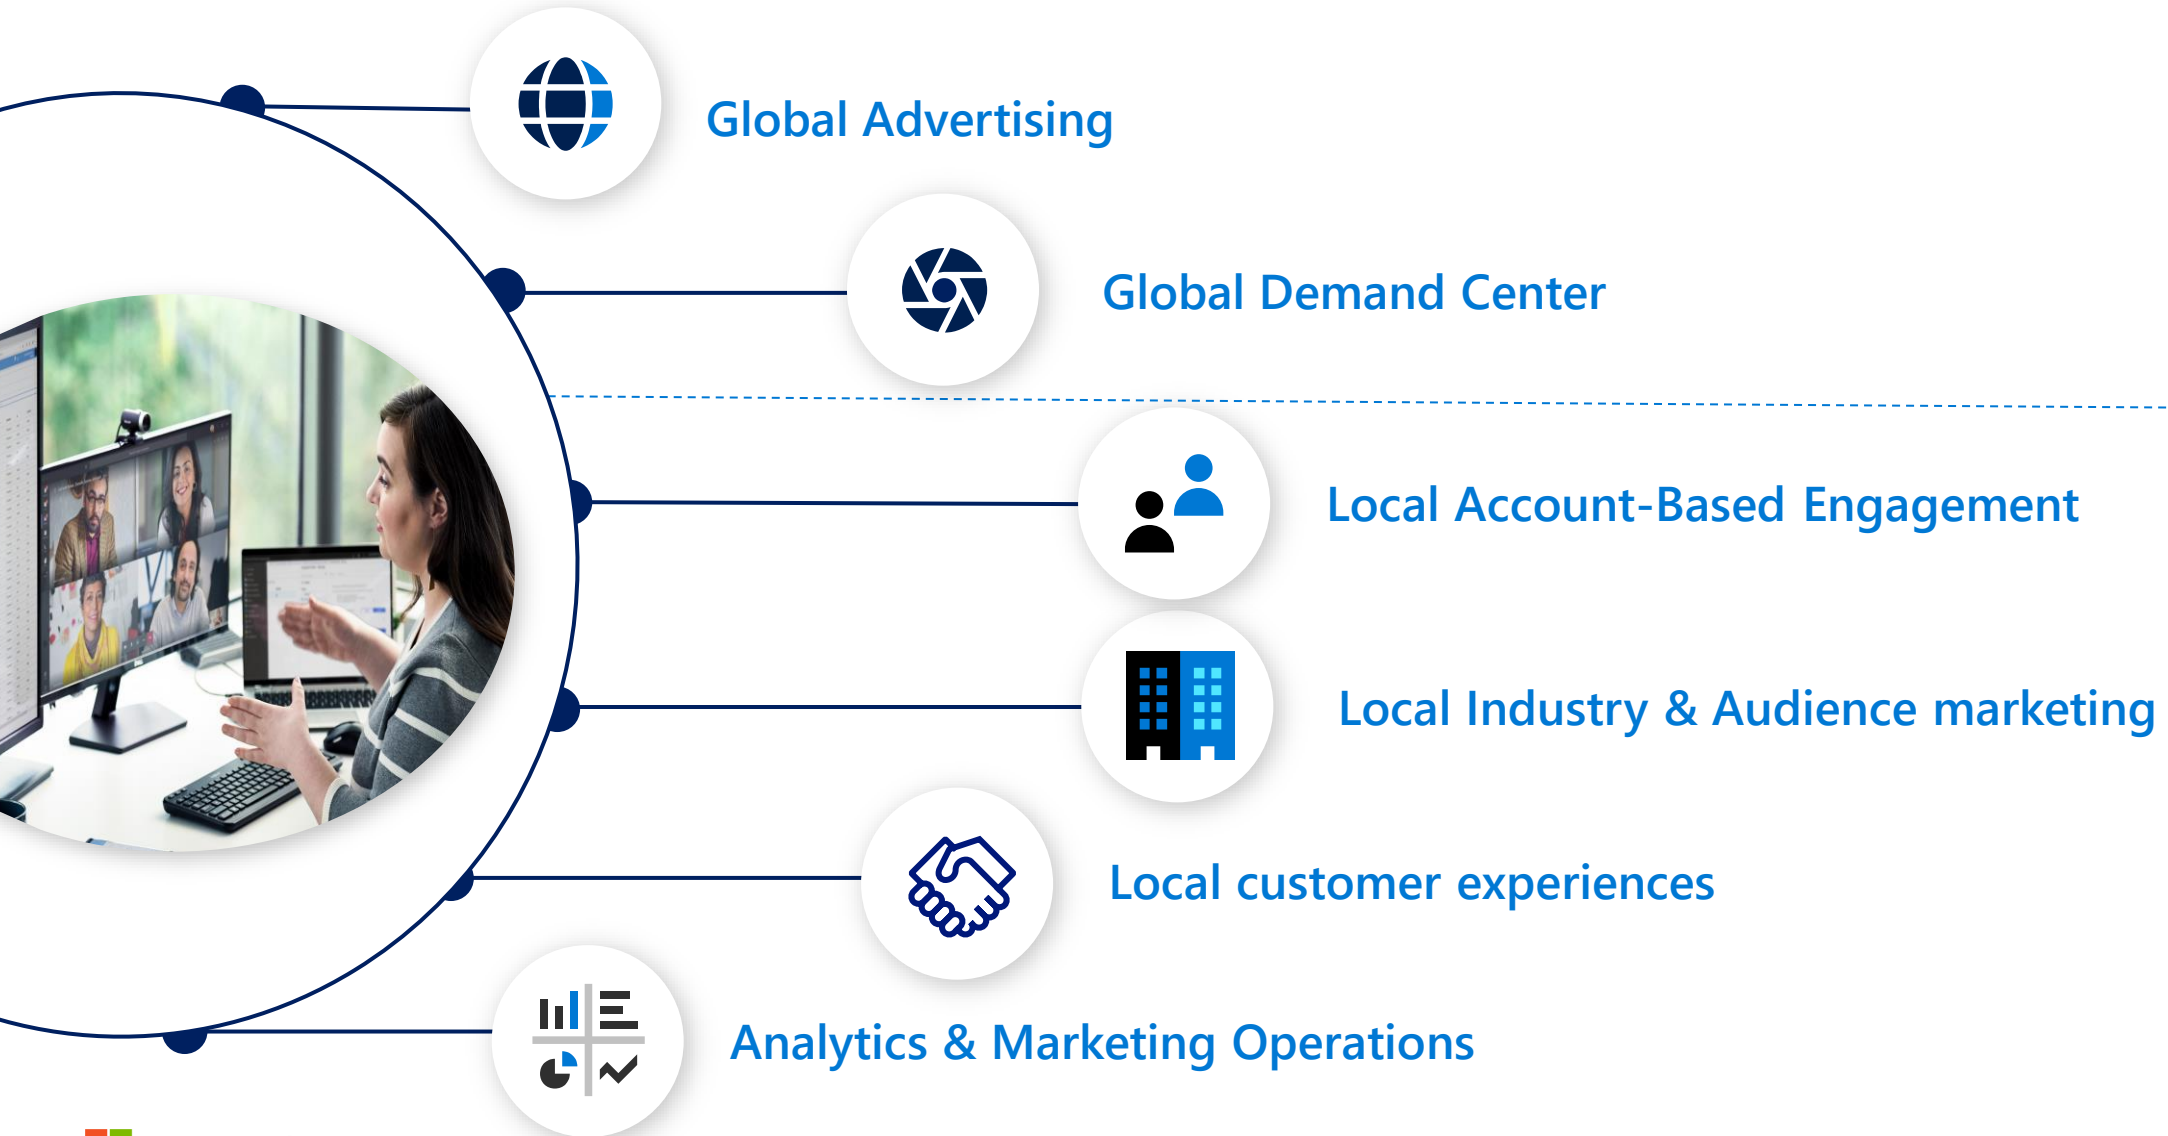 Global Advertising
Global Demand Center
Local Account-Based Engagement
Local Industry & Audience marketing
Local customer experiences
Analytics & Marketing Operations